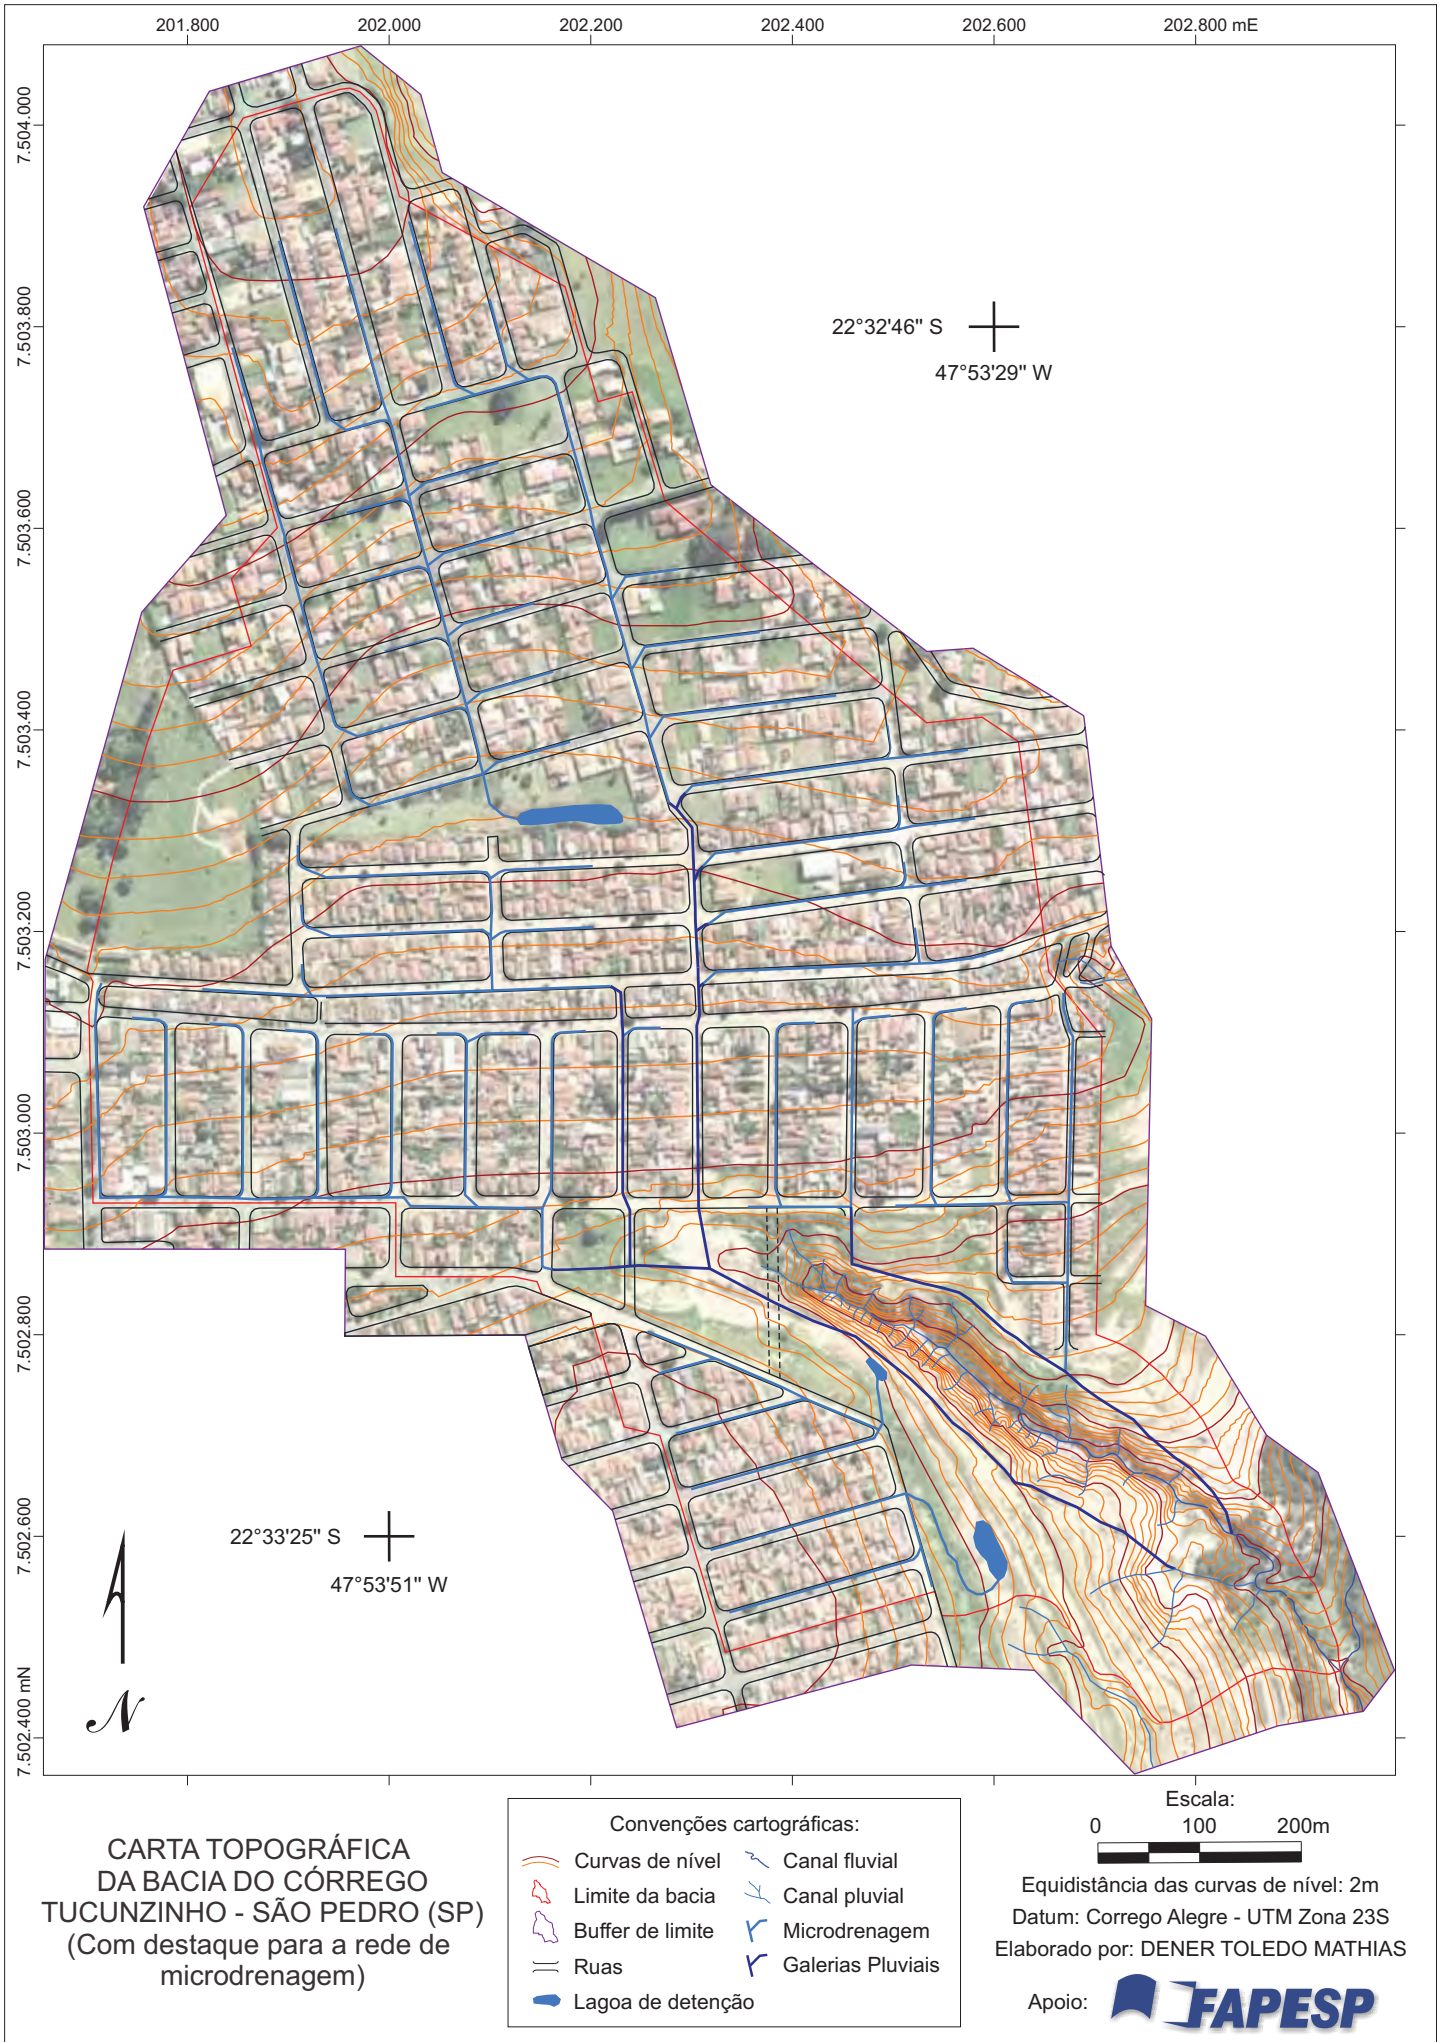 201.800 202.000 202.200 202.400 202.600 202.800 mE
7.504.000
7.503.800
7.503.600
7.503.400
7.503.200
7.503.000
7.502.800
7.502.600
7.502.400 mN
22°32'46" S
47°53'29" W
22°33'25" S
47°53'51" W
N
CARTA TOPOGRÁFICA
DA BACIA DO CÓRREGO
TUCUNZINHO - SÃO PEDRO (SP)
(Com destaque para a rede de
microdrenagem)
Convenções cartográficas:
Curvas de nível
Limite da bacia
Buffer de limite
Ruas
Lagoa de detenção
Canal fluvial
Canal pluvial
Microdrenagem
Galerias Pluviais
Escala:
0 100 200m
Equidistância das curvas de nível: 2m
Datum: Corrego Alegre - UTM Zona 23S
Elaborado por: DENER TOLEDO MATHIAS
Apoio: FAPESP